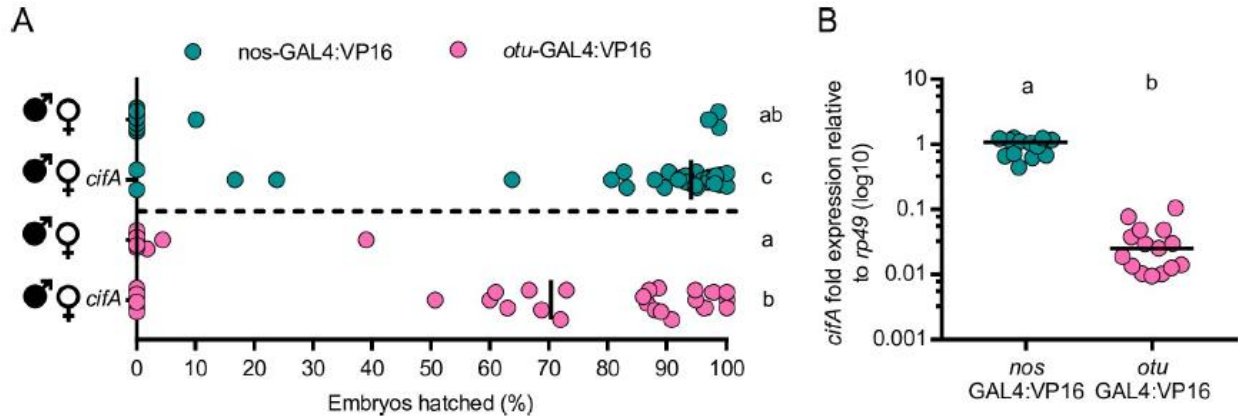 A
nos-GAL4:VP16
otu-GAL4:VP16
ab
cifA
c
a
cifA
b
0 10 20 30 40 50 60 70 80 90 100
Embryos hatched (%)
B
cifA fold expression relative
to rp49 (log10)
10
1
0.1
0.01
0.001
a
b
nos
GAL4:VP16
otu
GAL4:VP16